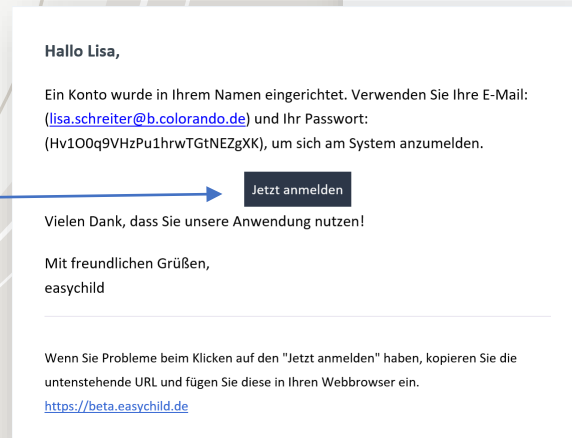 Hallo Lisa,
Ein Konto wurde in Ihrem Namen eingerichtet. Verwenden Sie Ihre E-Mail:
(lisa.schreiter@b.colorando.de) und Ihr Passwort:
(Hv1O0q9VHzPu1hrwTGtNEZgXK), um sich am System anzumelden.
Jetzt anmelden
Vielen Dank, dass Sie unsere Anwendung nutzen!
Mit freundlichen Grüßen,
easychild
Wenn Sie Probleme beim Klicken auf den "Jetzt anmelden" haben, kopieren Sie die
untenstehende URL und fügen Sie diese in Ihren Webbrowser ein.
https://beta.easychild.de